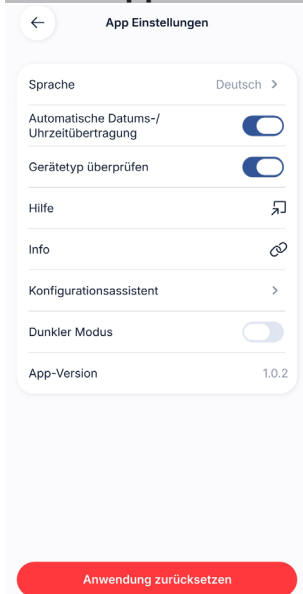 App Einstellungen
Sprache
Deutsch
Automatische Datums-/
Uhrzeitübertragung
Gerätetyp überprüfen
Hilfe
Info
Konfigurationsassistent
Dunkler Modus
App-Version
1.0.2
Anwendung zurücksetzen